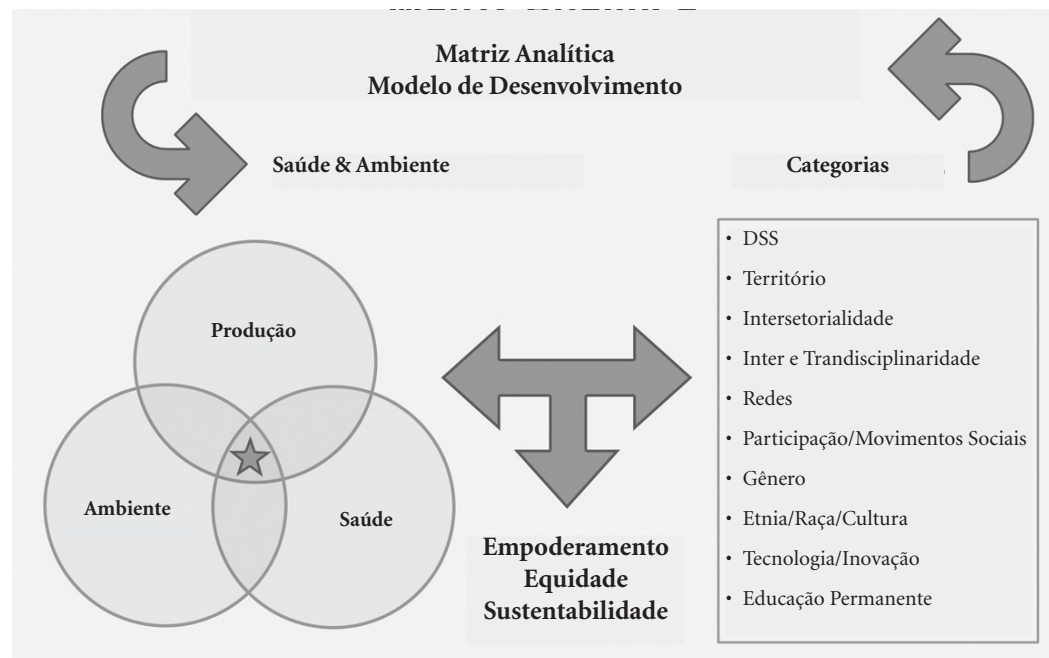 Matriz Analítica
Modelo de Desenvolvimento
Saúde & Ambiente
Categorias
Produção
Ambiente
Saúde
Empoderamento
Equidade
Sustentabilidade
• DSS
• Território
• Intersetorialidade
• Inter e Trandisciplinaridade
• Redes
• Participação/Movimentos Sociais
• Gênero
• Etnia/Raça/Cultura
• Tecnologia/Inovação
• Educação Permanente